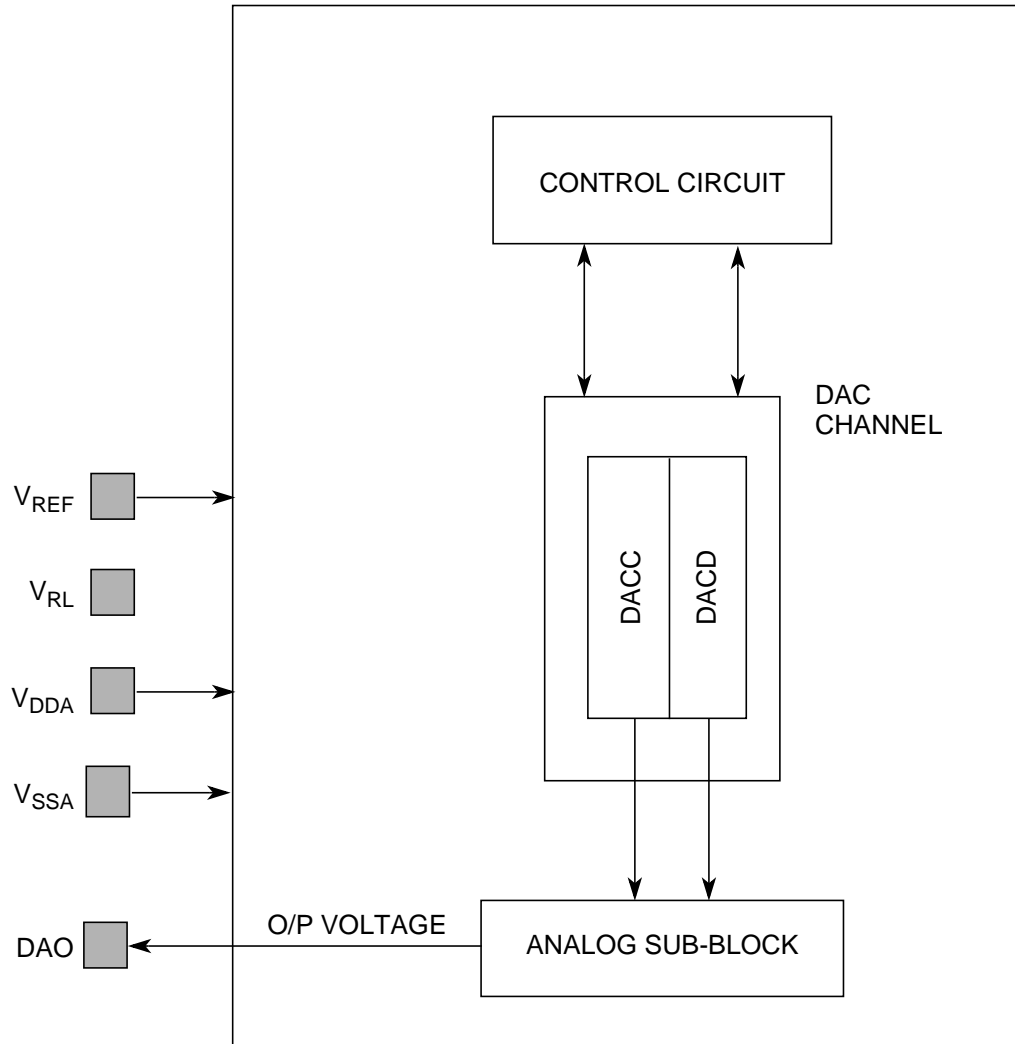 CONTROL CIRCUIT
DAC
CHANNEL
VREF
DACC
DACD
VRL
VDDA
VSSA
O/P VOLTAGE
DAO
ANALOG SUB-BLOCK